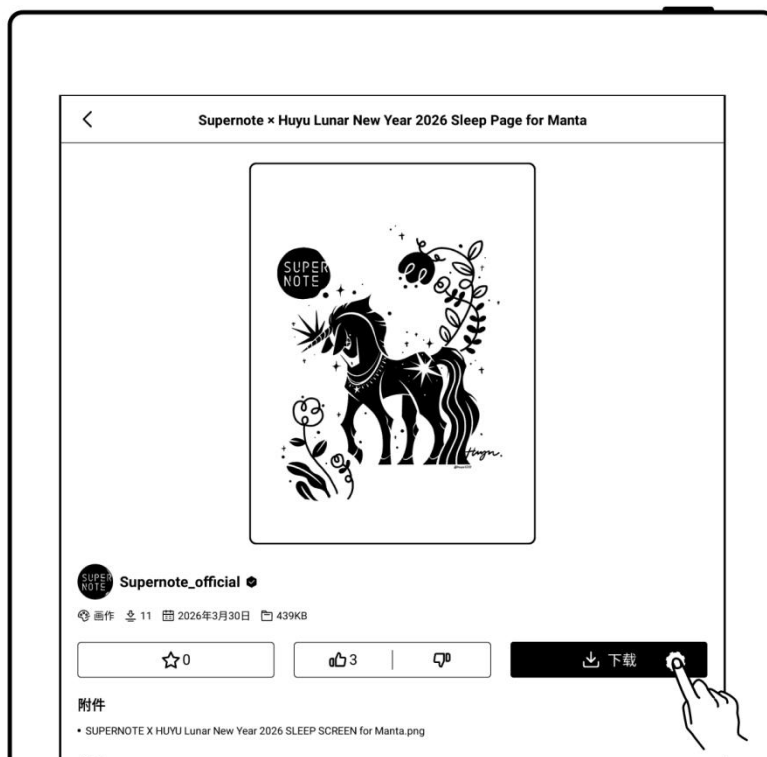 Supernote × Huyu Lunar New Year 2026 Sleep Page for Manta
SUPER
NOTE
Huyu.
SUPER
NOTE
Supernote_official
画作 11 2026年3月30日 439KB
0 3 0 下载
附件
• SUPERNOTE X HUYU Lunar New Year 2026 SLEEP SCREEN for Manta.png